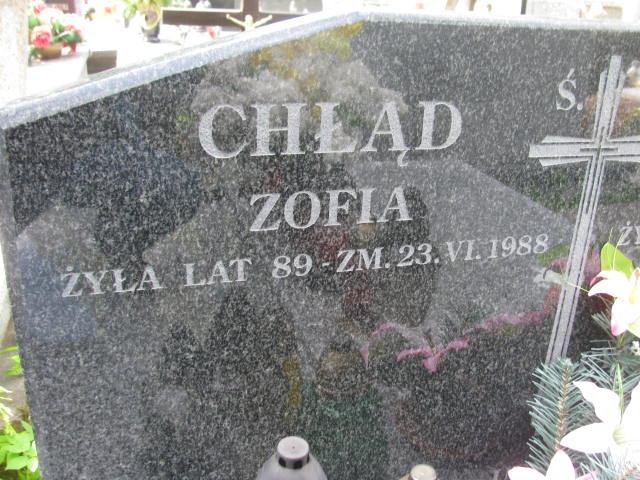 CHŁĄD
Ś.
ZOFIA
ŻYŁA LAT 89 - ZM. 23. VI. 1988